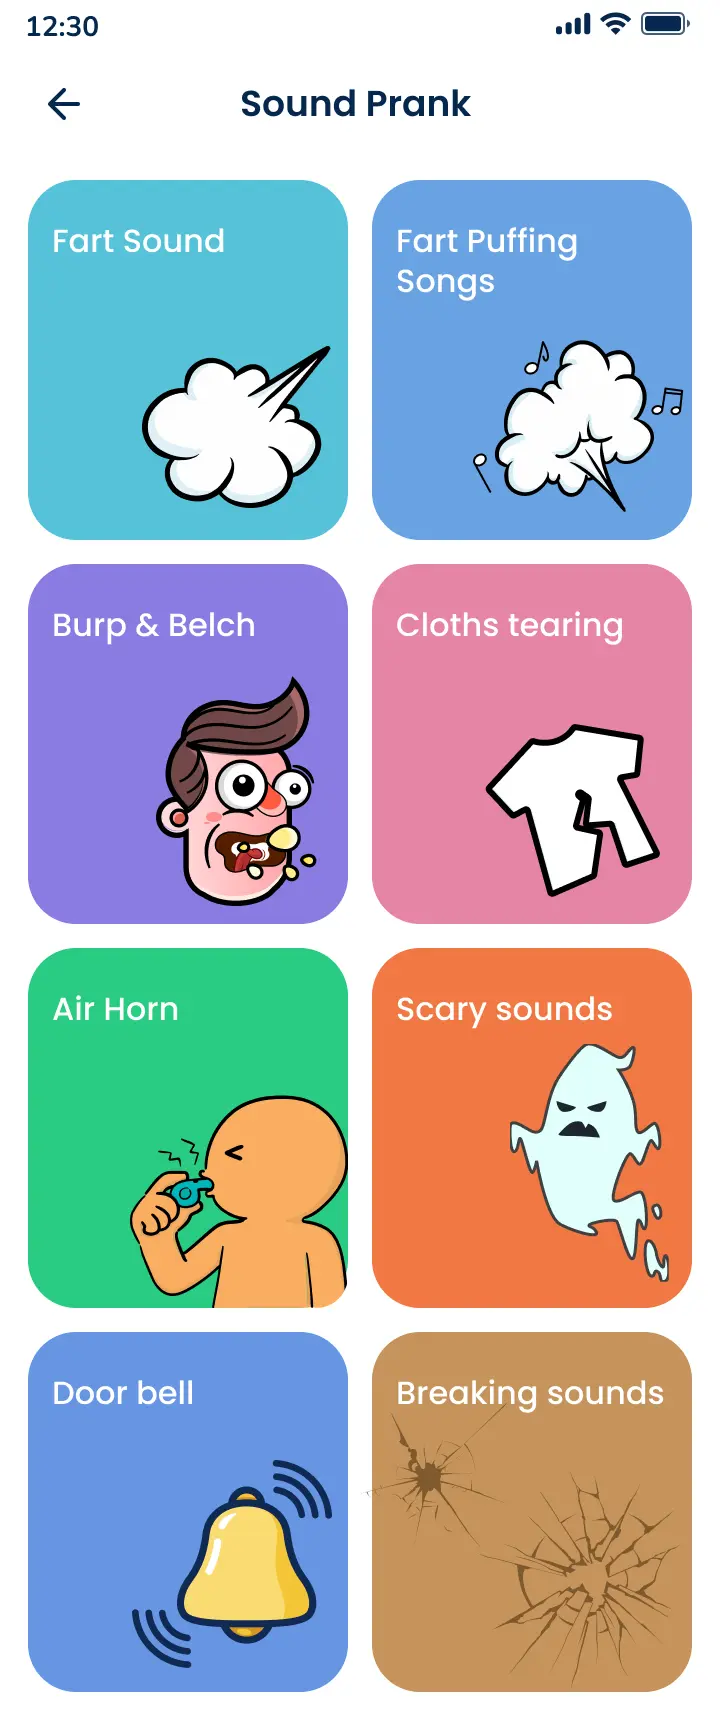 12:30
Sound Prank
Fart Sound
Fart Puffing
Songs
Burp & Belch
Cloths tearing
Air Horn
Scary sounds
Door bell
Breaking sounds